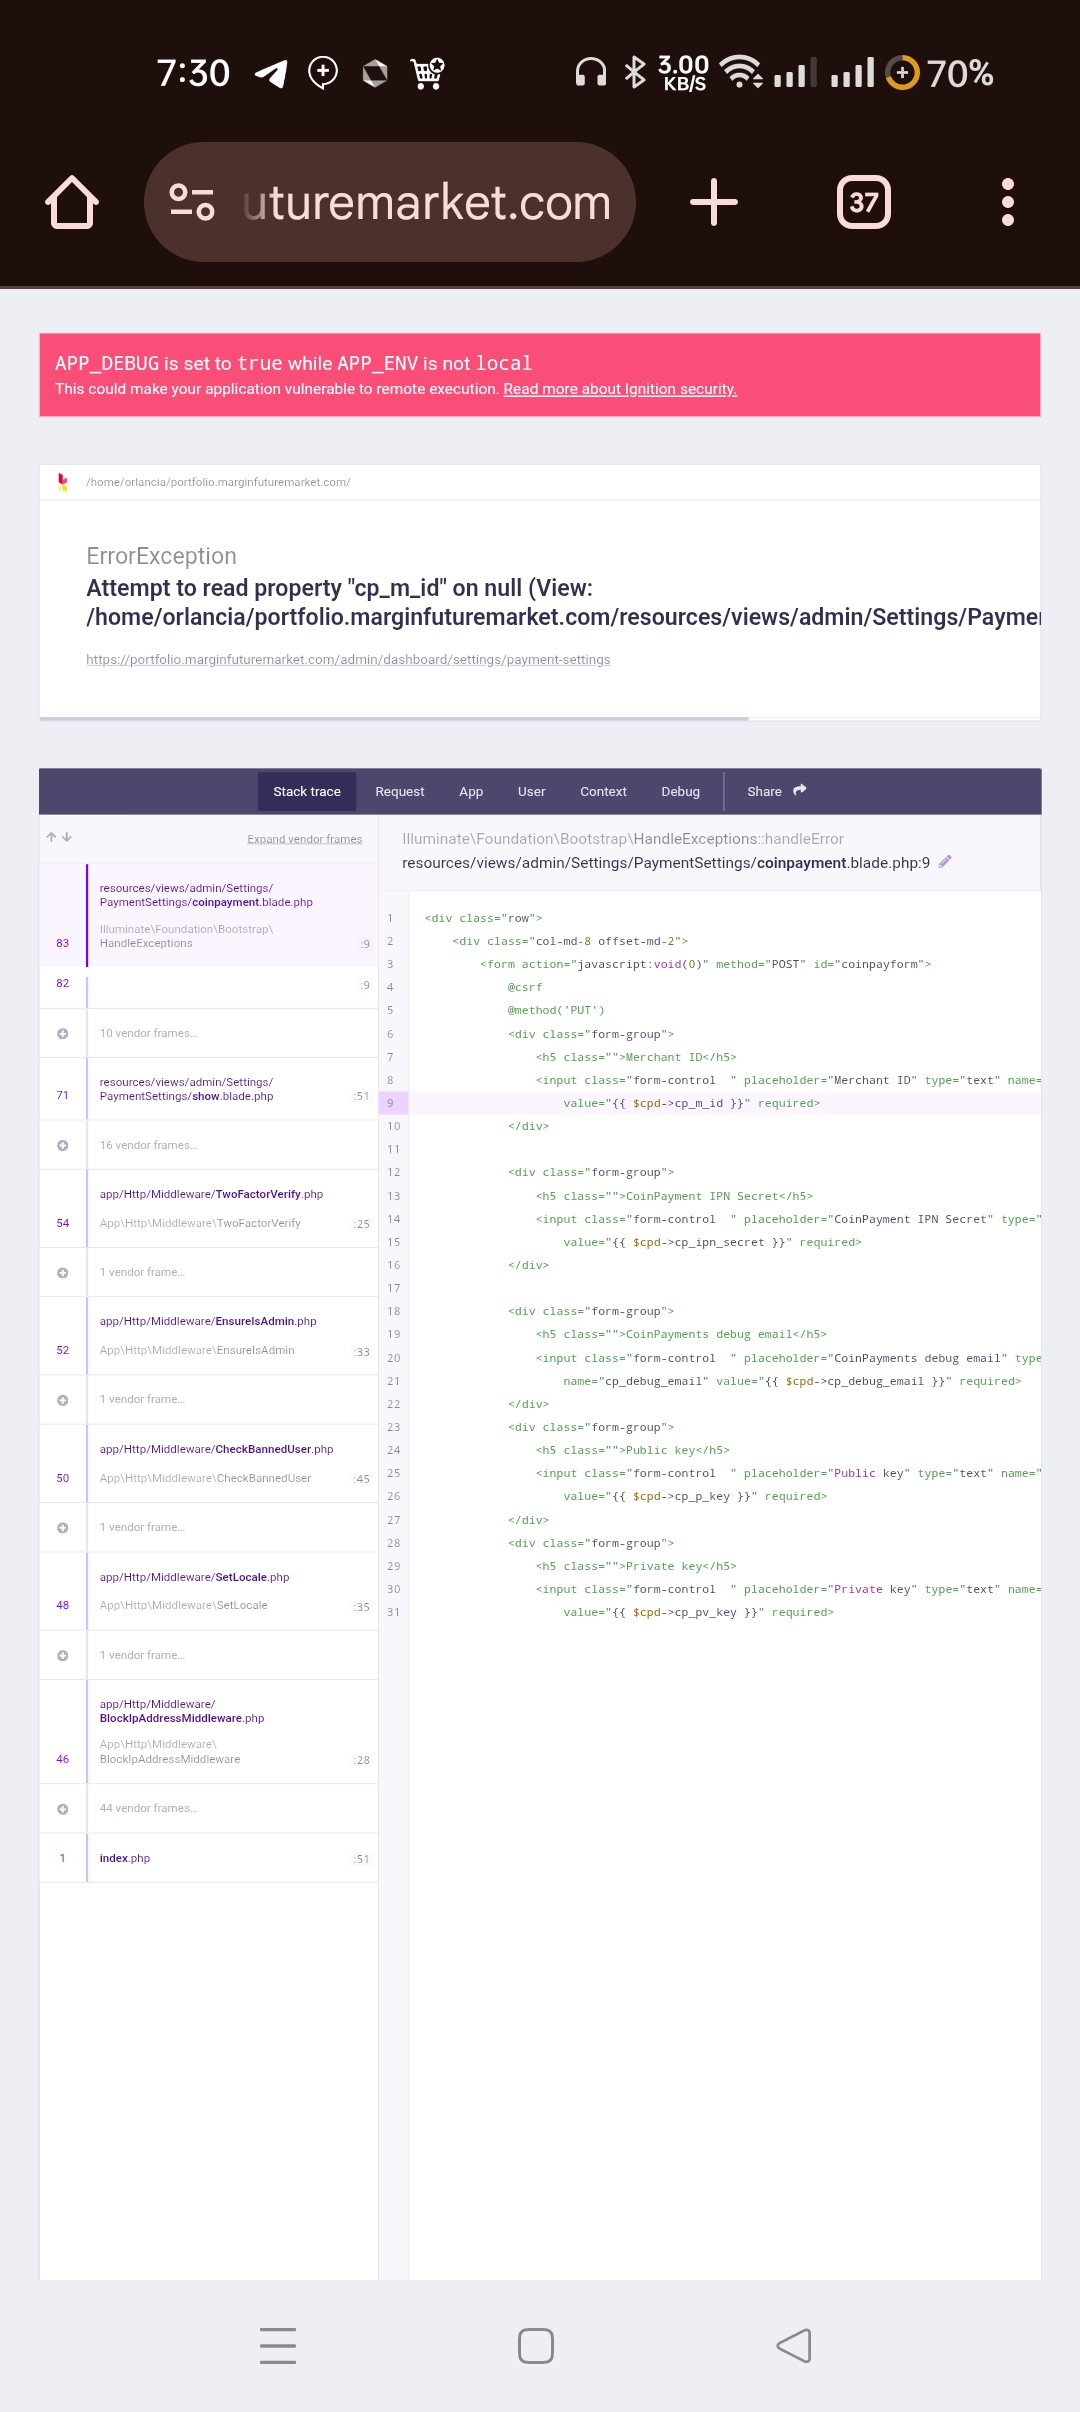 7:30
3.00
KB/S
70%
uturemarket.com
37
APP_DEBUG is set to true while APP_ENV is not local
This could make your application vulnerable to remote execution. Read more about Ignition security.
/home/orlancia/portfolio.marginfuturemarket.com/
ErrorException
Attempt to read property "cp_m_id" on null (View:
/home/orlancia/portfolio.marginfuturemarket.com/resources/views/admin/Settings/Paymen
https://portfolio.marginfuturemarket.com/admin/dashboard/settings/payment-settings
Stack trace Request App User Context Debug Share
Expand vendor frames
resources/views/admin/Settings/
PaymentSettings/coinpayment.blade.php
Illuminate\Foundation\Bootstrap\
83 HandleExceptions :9
82 :9
10 vendor frames…
resources/views/admin/Settings/
71 PaymentSettings/show.blade.php :51
16 vendor frames…
app/Http/Middleware/TwoFactorVerify.php
54 App\Http\Middleware\TwoFactorVerify :25
1 vendor frame…
app/Http/Middleware/EnsureIsAdmin.php
52 App\Http\Middleware\EnsureIsAdmin :33
1 vendor frame…
app/Http/Middleware/CheckBannedUser.php
50 App\Http\Middleware\CheckBannedUser :45
1 vendor frame…
app/Http/Middleware/SetLocale.php
48 App\Http\Middleware\SetLocale :35
1 vendor frame…
app/Http/Middleware/
BlockIpAddressMiddleware.php
App\Http\Middleware\
46 BlockIpAddressMiddleware :28
44 vendor frames…
1 index.php :51
Illuminate\Foundation\Bootstrap\HandleExceptions::handleError
resources/views/admin/Settings/PaymentSettings/coinpayment.blade.php:9
1 <div class="row">
2 <div class="col-md-8 offset-md-2">
3 <form action="javascript:void(0)" method="POST" id="coinpayform">
4 @csrf
5 @method('PUT')
6 <div class="form-group">
7 <h5 class="">Merchant ID</h5>
8 <input class="form-control  " placeholder="Merchant ID" type="text" name=
9 value="{{ $cpd->cp_m_id }}" required>
10 </div>
11
12 <div class="form-group">
13 <h5 class="">CoinPayment IPN Secret</h5>
14 <input class="form-control  " placeholder="CoinPayment IPN Secret" type="
15 value="{{ $cpd->cp_ipn_secret }}" required>
16 </div>
17
18 <div class="form-group">
19 <h5 class="">CoinPayments debug email</h5>
20 <input class="form-control  " placeholder="CoinPayments debug email" type
21 name="cp_debug_email" value="{{ $cpd->cp_debug_email }}" required>
22 </div>
23 <div class="form-group">
24 <h5 class="">Public key</h5>
25 <input class="form-control  " placeholder="Public key" type="text" name="
26 value="{{ $cpd->cp_p_key }}" required>
27 </div>
28 <div class="form-group">
29 <h5 class="">Private key</h5>
30 <input class="form-control  " placeholder="Private key" type="text" name=
31 value="{{ $cpd->cp_pv_key }}" required>